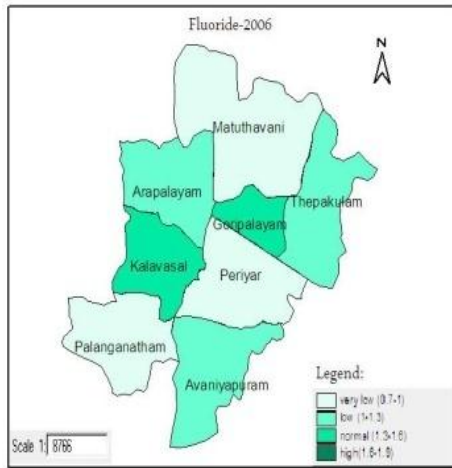 Fluoride-2006
N
Matuthavani
Arapalayam
Thepakulam
Goripalayam
Kalavasal
Periyar
Palanganatham
Avaniyapuram
Legend:
very low (0.7-1)
low (1-1.3)
normal (1.3-1.6)
high(1.6-1.9)
Scale 1: 8766